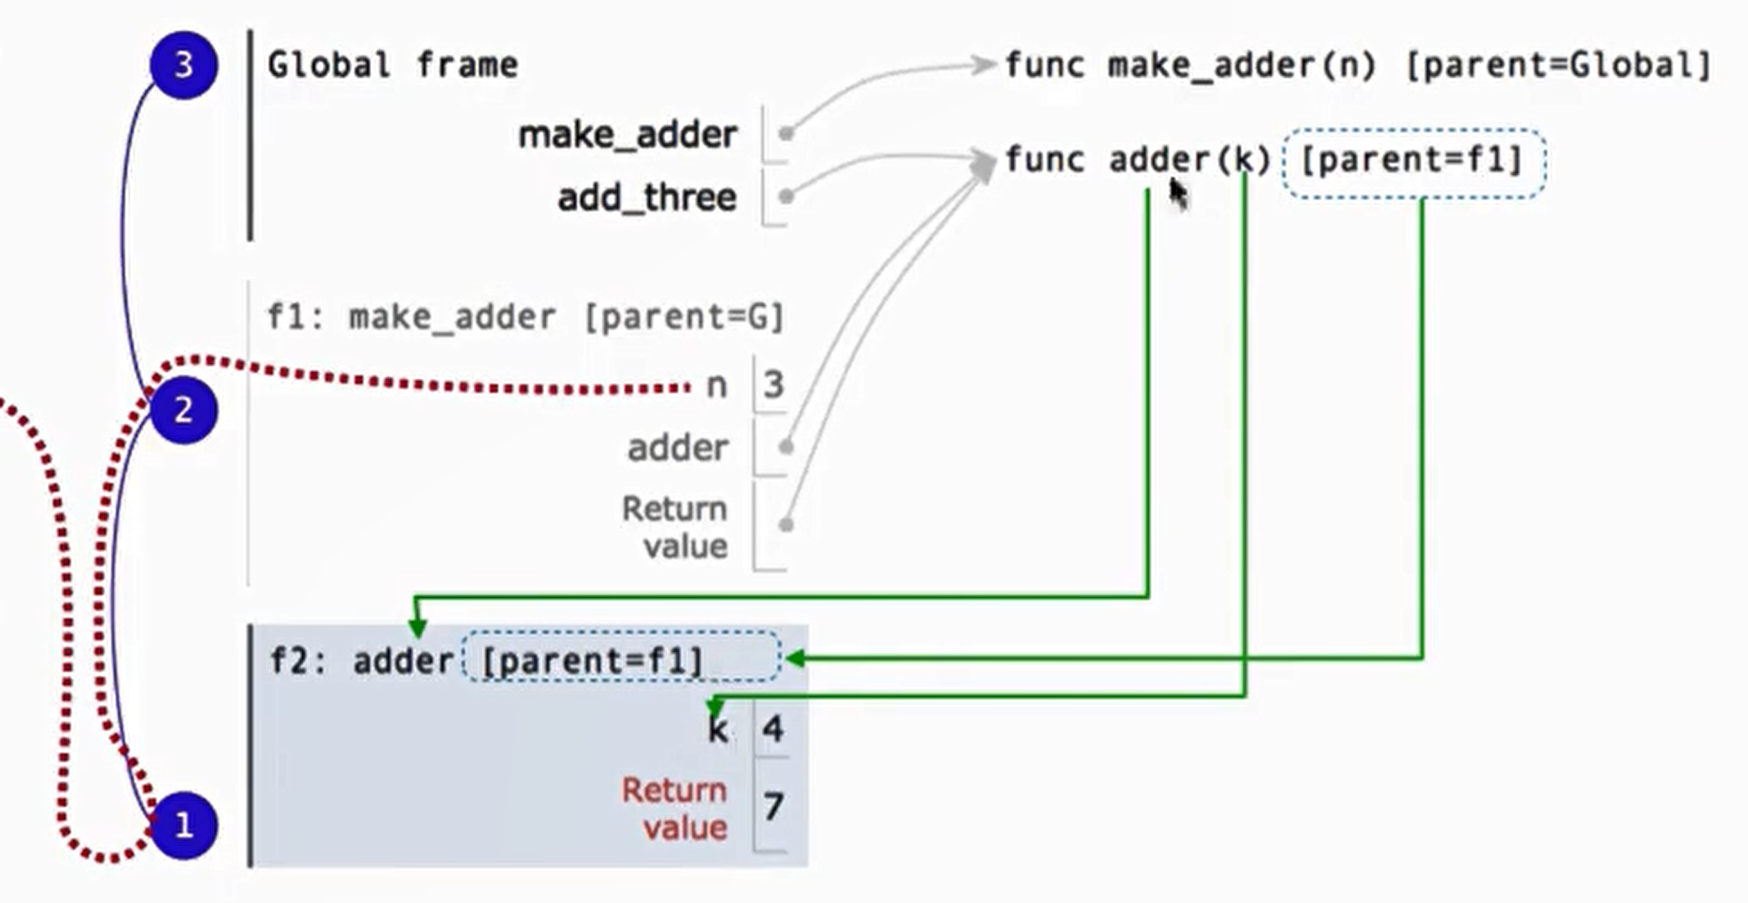 3
Global frame
func make_adder(n) [parent=Global]
make_adder
func adder(k) [parent=f1]
add_three
f1: make_adder [parent=G]
n 3
2
adder
Return
value
f2: adder [parent=f1]
k 4
Return
value
7
1